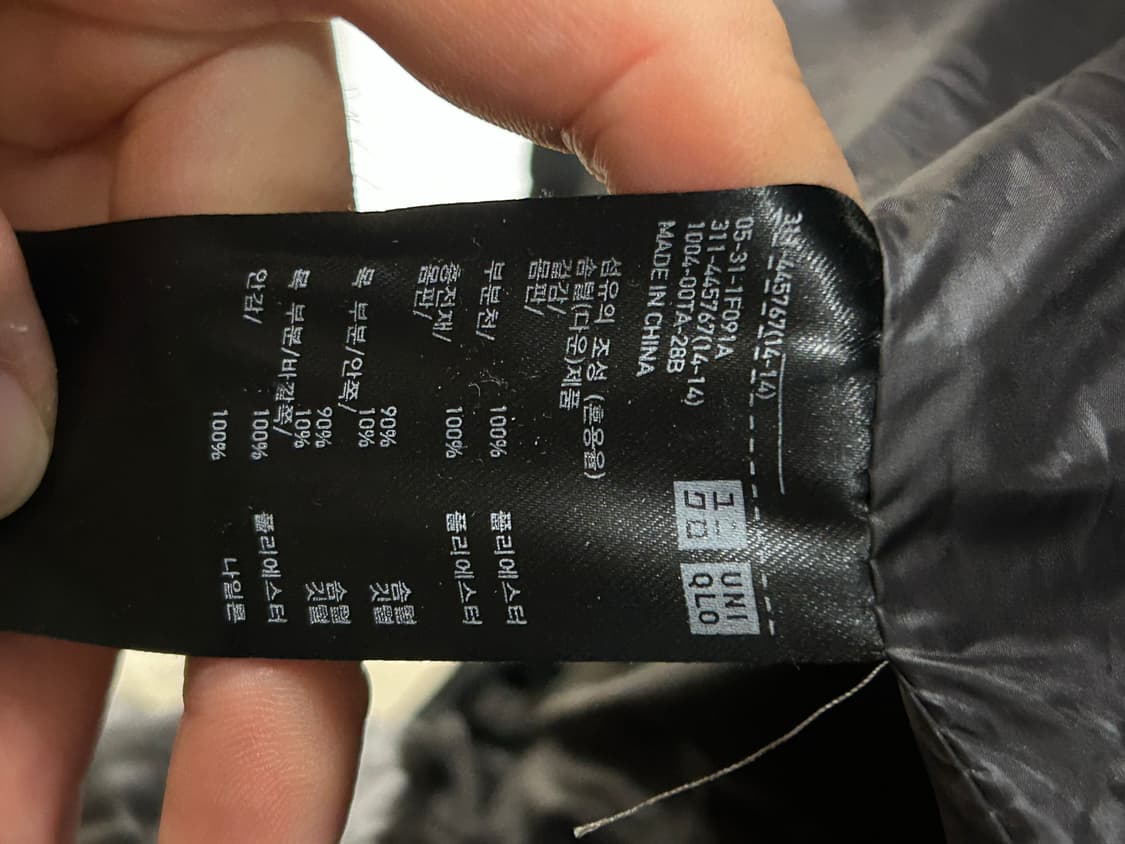 311-445767(14-14)
05-31-1F091A
311-445767(14-14)
1004-00TA-28B
MADE IN CHINA
유니
클로
UNI
QLO
섬유의 조성 (혼용율)
솜털(다운)제품
겉감/
몸판/
100% 폴리에스터
부분천/
100% 폴리에스터
충전재/
몸판/
90% 솜털
10% 깃털
목 부분/안쪽/
90% 솜털
10% 깃털
목 부분/바깥쪽/
100% 폴리에스터
안감/
100% 나일론